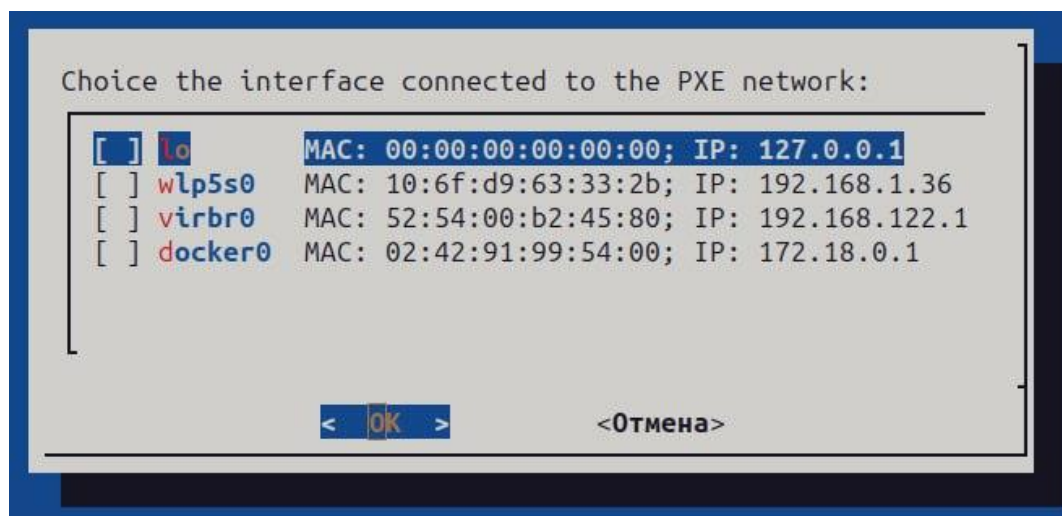 Choice the interface connected to the PXE network:
[ ] lo MAC: 00:00:00:00:00:00; IP: 127.0.0.1
[ ] wlp5s0 MAC: 10:6f:d9:63:33:2b; IP: 192.168.1.36
[ ] virbr0 MAC: 52:54:00:b2:45:80; IP: 192.168.122.1
[ ] docker0 MAC: 02:42:91:99:54:00; IP: 172.18.0.1
< OK > <Отмена>